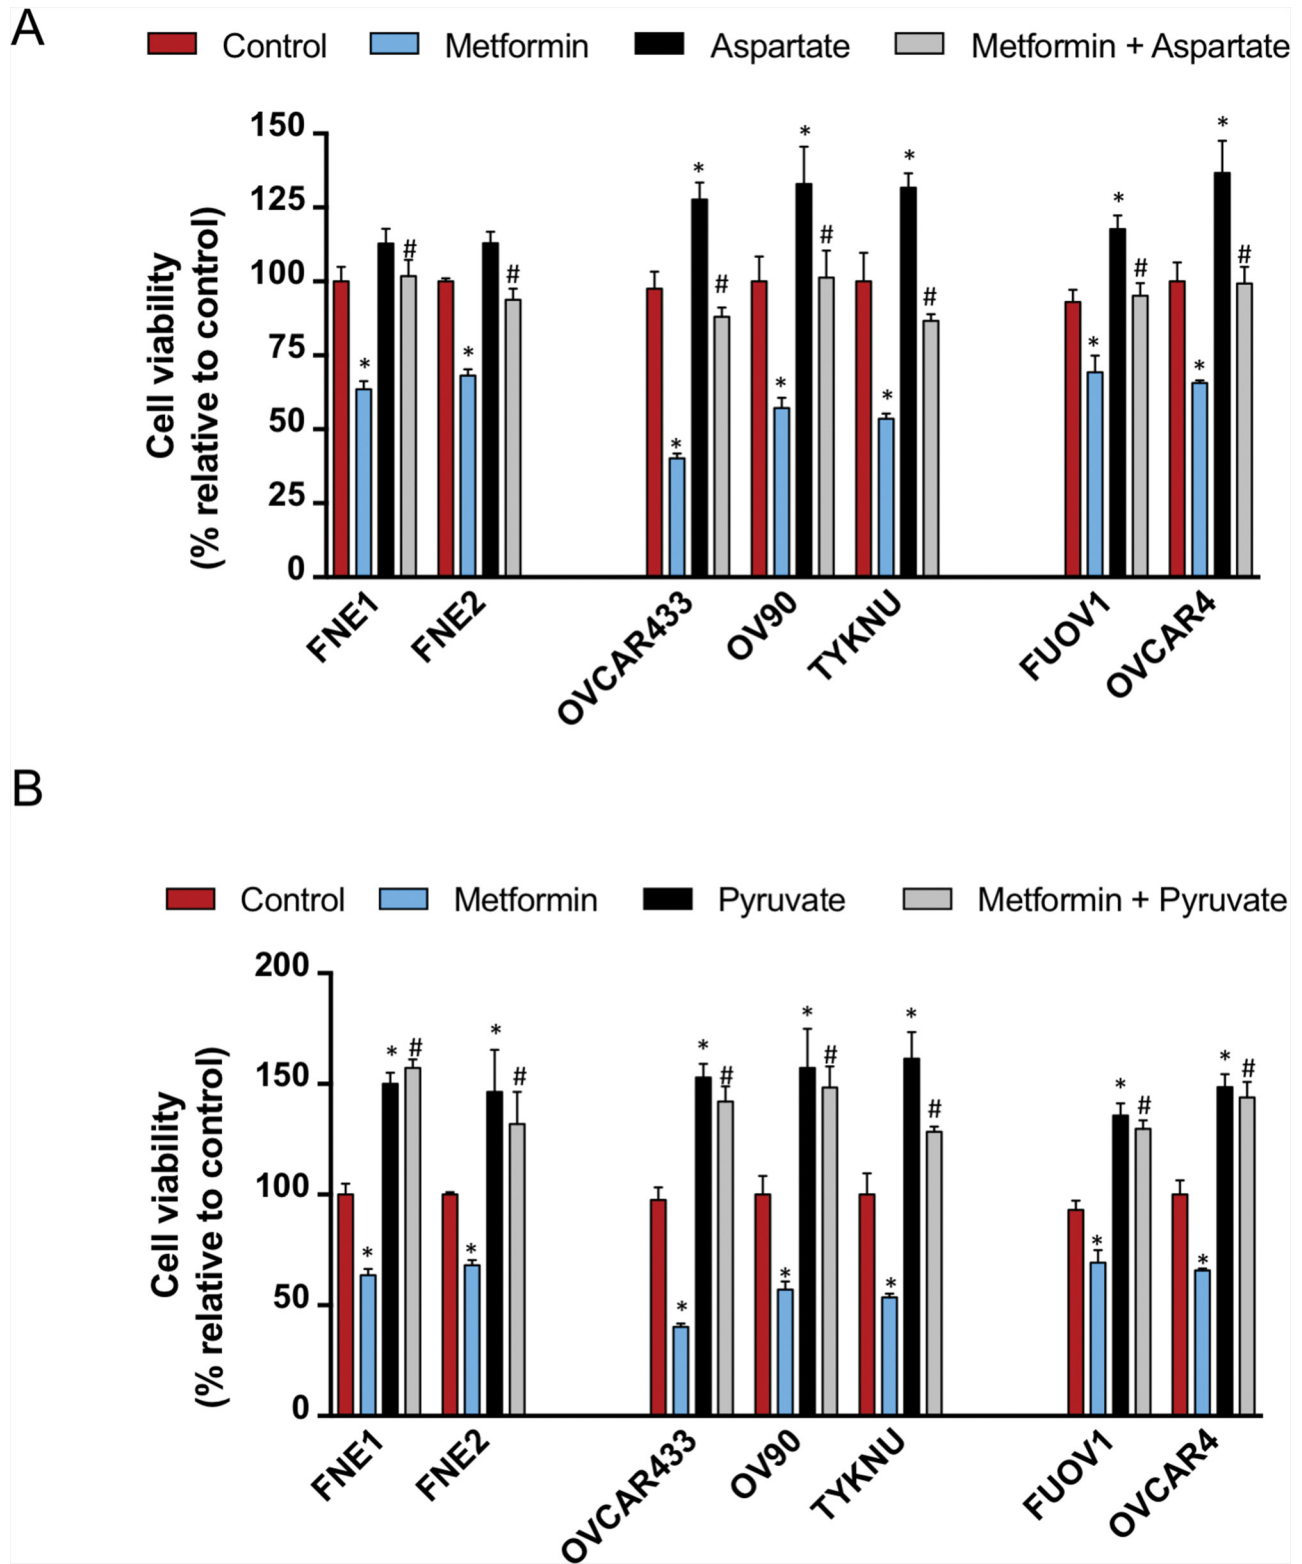 A
Control Metformin Aspartate Metformin + Aspartate
Cell viability
(% relative to control)
150
125
100
75
50
25
0
* # * # * * # * * # * * # * * # * * #
FNE1 FNE2 OVCAR433 OV90 TYKNU FUOV1 OVCAR4
B
Control Metformin Pyruvate Metformin + Pyruvate
Cell viability
(% relative to control)
200
150
100
50
0
* * # * * # * * # * * # * * # * * # * * #
FNE1 FNE2 OVCAR433 OV90 TYKNU FUOV1 OVCAR4